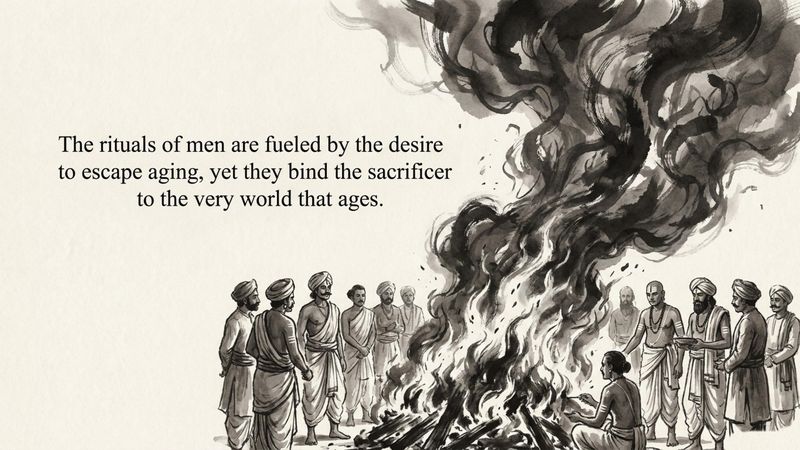 The rituals of men are fueled by the desire
to escape aging, yet they bind the sacrificer
to the very world that ages.